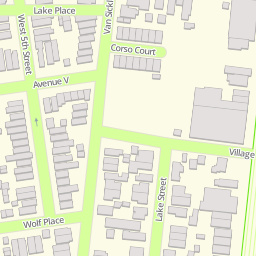 Lake Place
West 5th Street
Van Sick
Corso Court
Avenue V
Village
Lake Street
Wolf Place